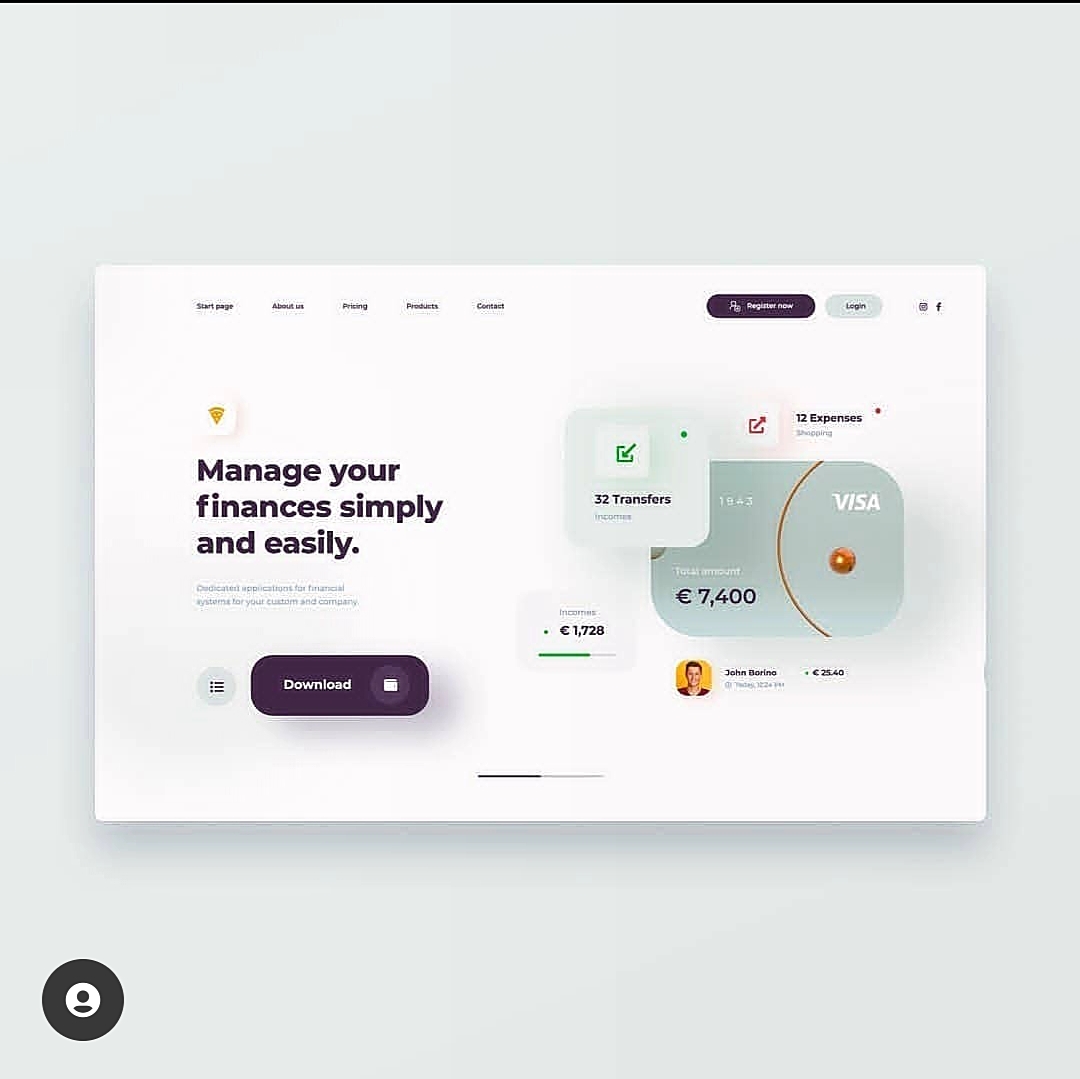 Start page
About us
Pricing
Products
Contact
Register now
Login
Manage your
finances simply
and easily.
Dedicated applications for financial
systems for your custom and company.
Download
32 Transfers
Incomes
12 Expenses
Shopping
1943
VISA
Total amount
€ 7,400
Incomes
€ 1,728
John Borino
€ 25.40
Today, 12:24 PM